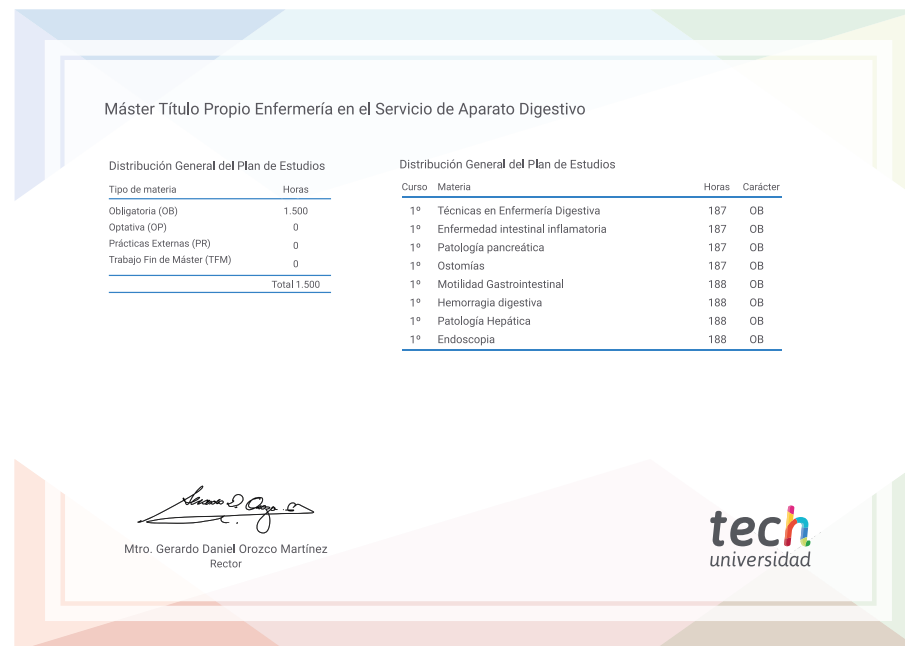 Máster Título Propio Enfermería en el Servicio de Aparato Digestivo
Distribución General del Plan de Estudios
Tipo de materia Horas
Obligatoria (OB) 1.500
Optativa (OP) 0
Prácticas Externas (PR) 0
Trabajo Fin de Máster (TFM) 0
Total 1.500
Distribución General del Plan de Estudios
Curso Materia Horas Carácter
1º Técnicas en Enfermería Digestiva 187 OB
1º Enfermedad intestinal inflamatoria 187 OB
1º Patología pancreática 187 OB
1º Ostomías 187 OB
1º Motilidad Gastrointestinal 188 OB
1º Hemorragia digestiva 188 OB
1º Patología Hepática 188 OB
1º Endoscopia 188 OB
Mtro. Gerardo Daniel Orozco Martínez
Rector
tech
universidad